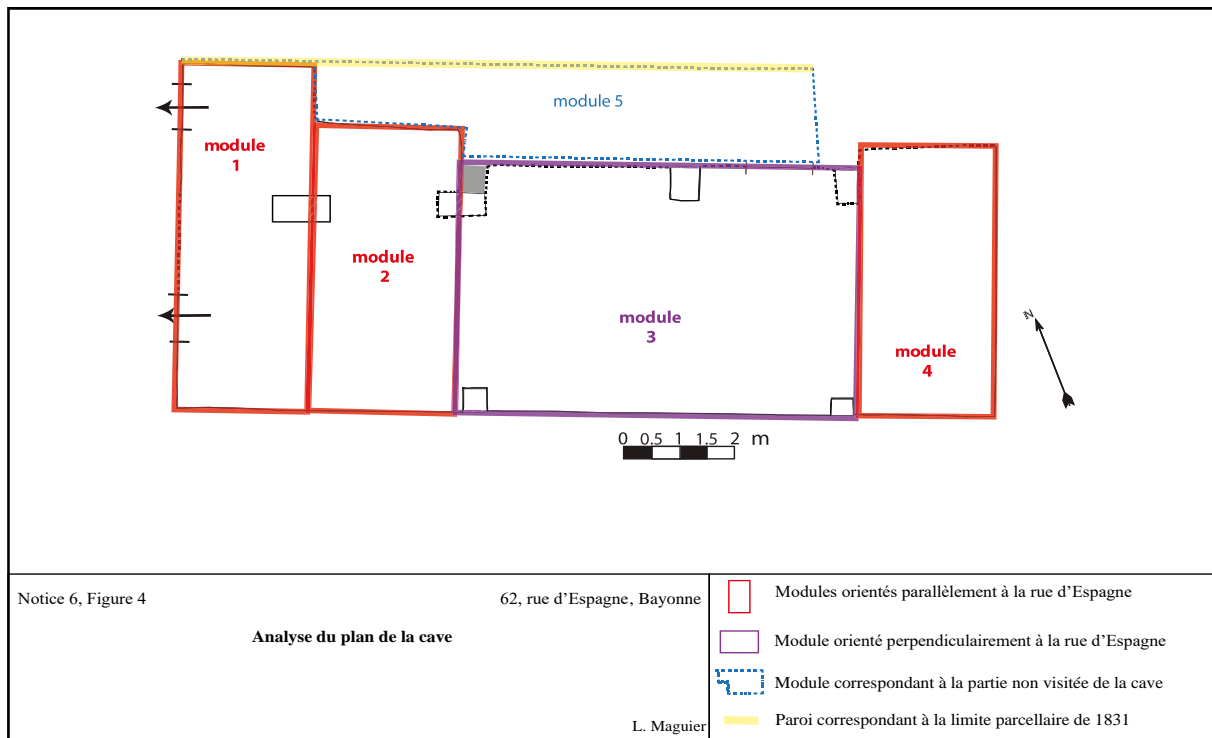 module 5
module
1
module
2
module
3
module
4
N
0 0.5 1 1.5 2 m
Notice 6, Figure 4
62, rue d'Espagne, Bayonne
Analyse du plan de la cave
L. Maguier
Modules orientés parallèlement à la rue d'Espagne
Module orienté perpendiculairement à la rue d'Espagne
Module correspondant à la partie non visitée de la cave
Paroi correspondant à la limite parcellaire de 1831